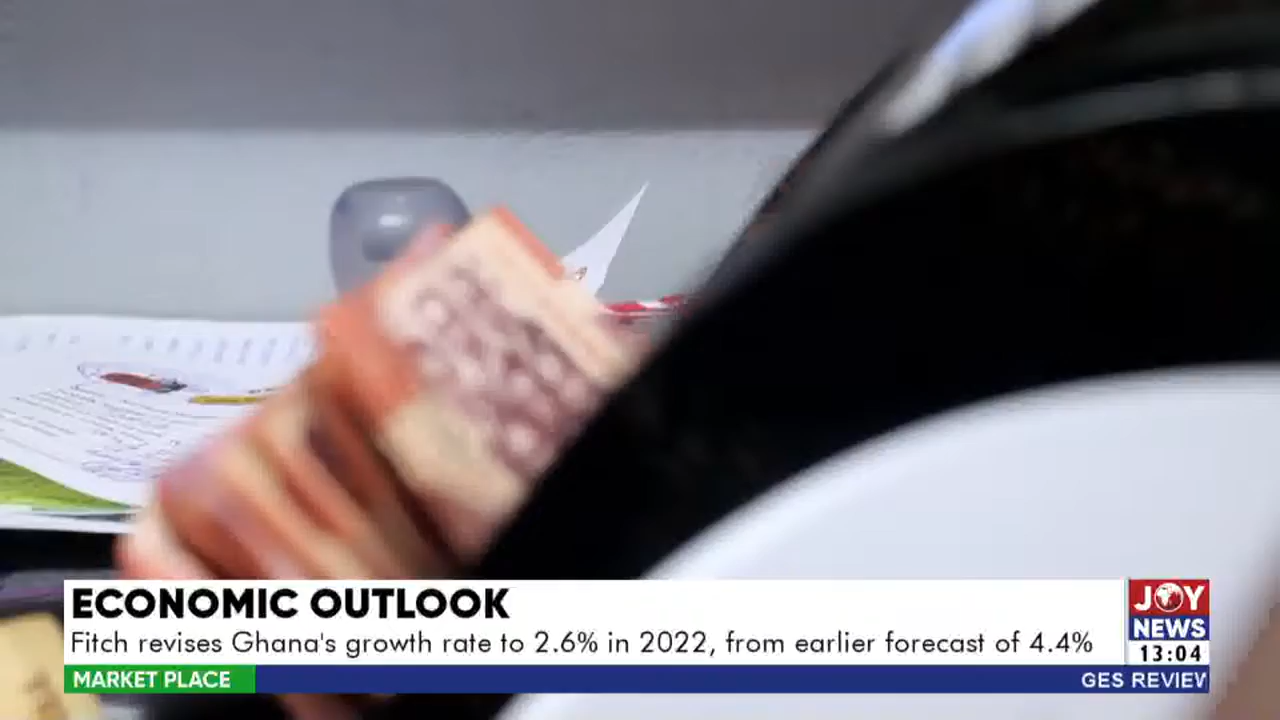 ECONOMIC OUTLOOK
Fitch revises Ghana's growth rate to 2.6% in 2022, from earlier forecast of 4.4%
JOY
NEWS
13:04
MARKET PLACE
GES REVIEW